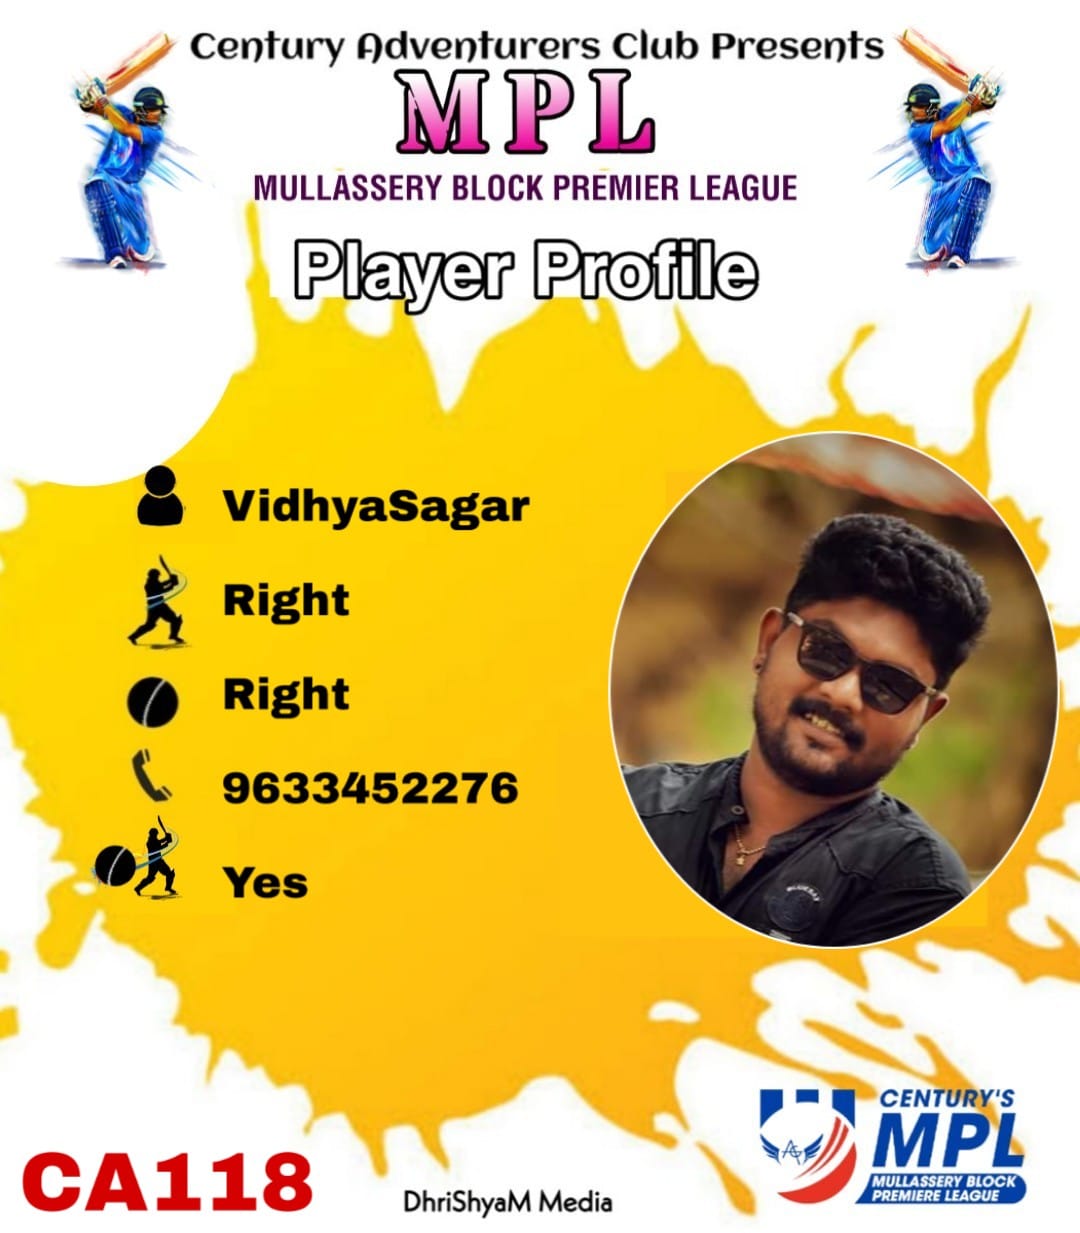 Century Adventurers Club Presents
MPL
MULLASSERY BLOCK PREMIER LEAGUE
Player Profile
VidhyaSagar
Right
Right
9633452276
Yes
CA118
DhriShyaM Media
CENTURY'S
MPL
MULLASSERY BLOCK
PREMIERE LEAGUE